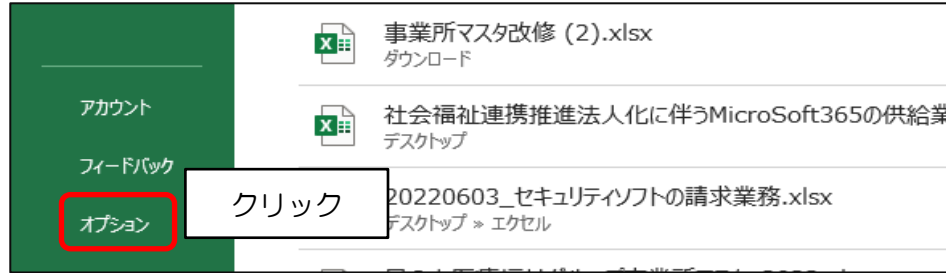 事業所マスタ改修 (2).xlsx
ダウンロード
アカウント
社会福祉連携推進法人化に伴うMicroSoft365の供給業
デスクトップ
フィードバック
クリック
20220603_セキュリティソフトの請求業務.xlsx
オプション
デスクトップ » エクセル